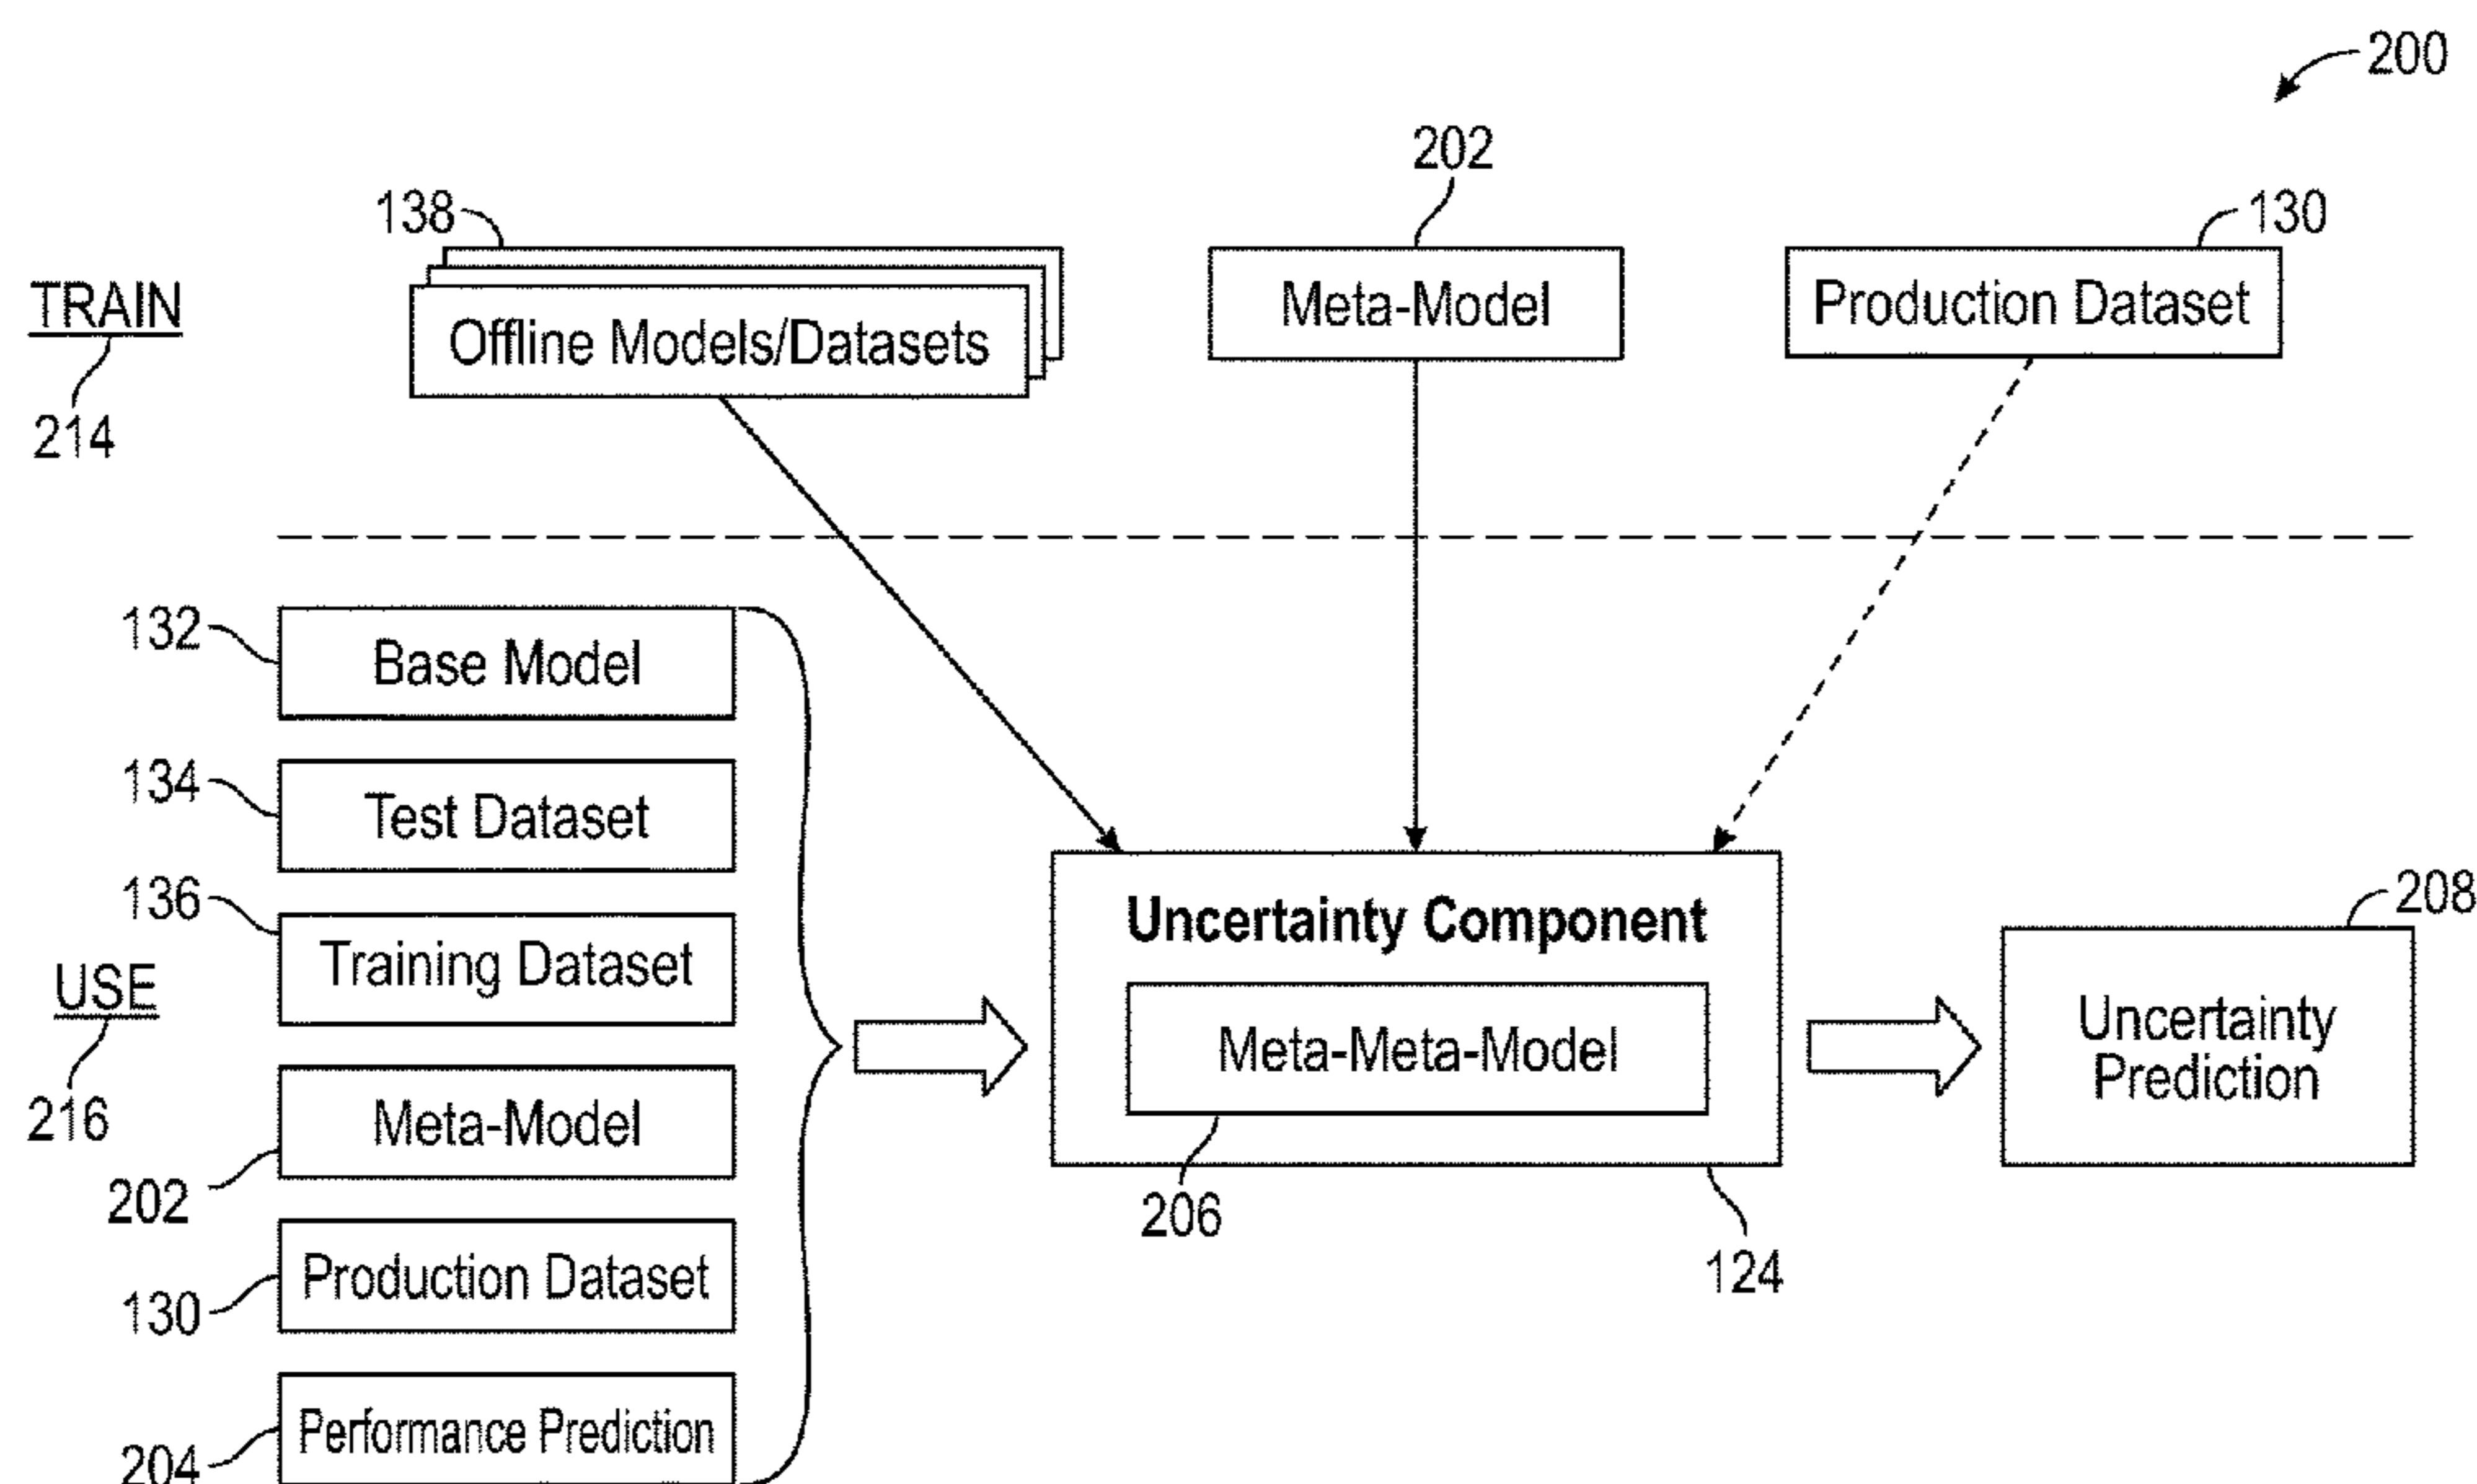 200
202
138
130
TRAIN
Offline Models/Datasets
Meta-Model
Production Dataset
214
132
Base Model
134
Test Dataset
136
Training Dataset
USE
216
Meta-Model
202
Production Dataset
130
Performance Prediction
204
Uncertainty Component
Meta-Meta-Model
206
124
208
Uncertainty
Prediction